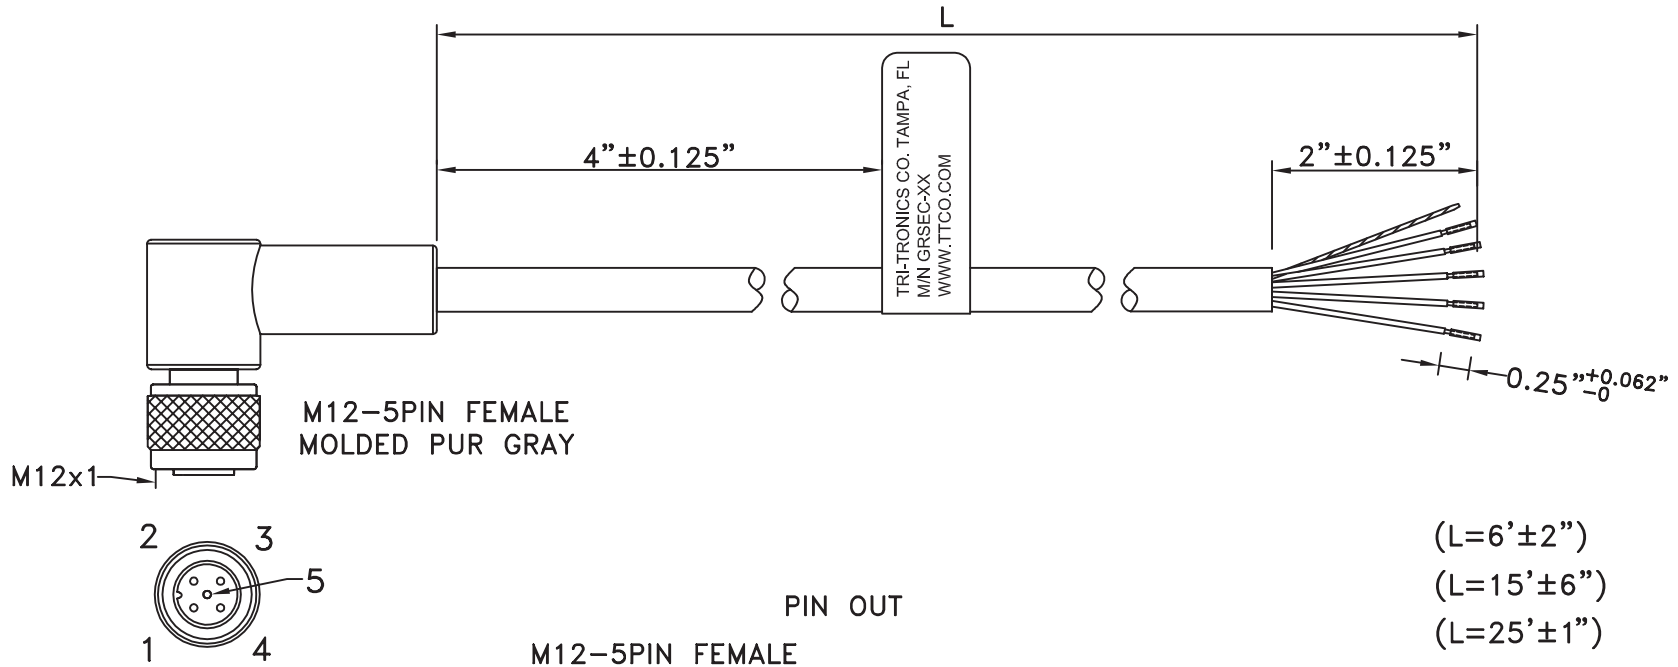 L
4”±0.125”
2”±0.125”
TRI-TRONICS CO. TAMPA, FL
M/N GRSEC-XX
WWW.TTCO.COM
0.25”+0.062”
-0
M12-5PIN FEMALE
MOLDED PUR GRAY
M12x1
2 3
5
1 4
(L=6’±2”)
(L=15’±6”)
(L=25’±1”)
PIN OUT
M12-5PIN FEMALE